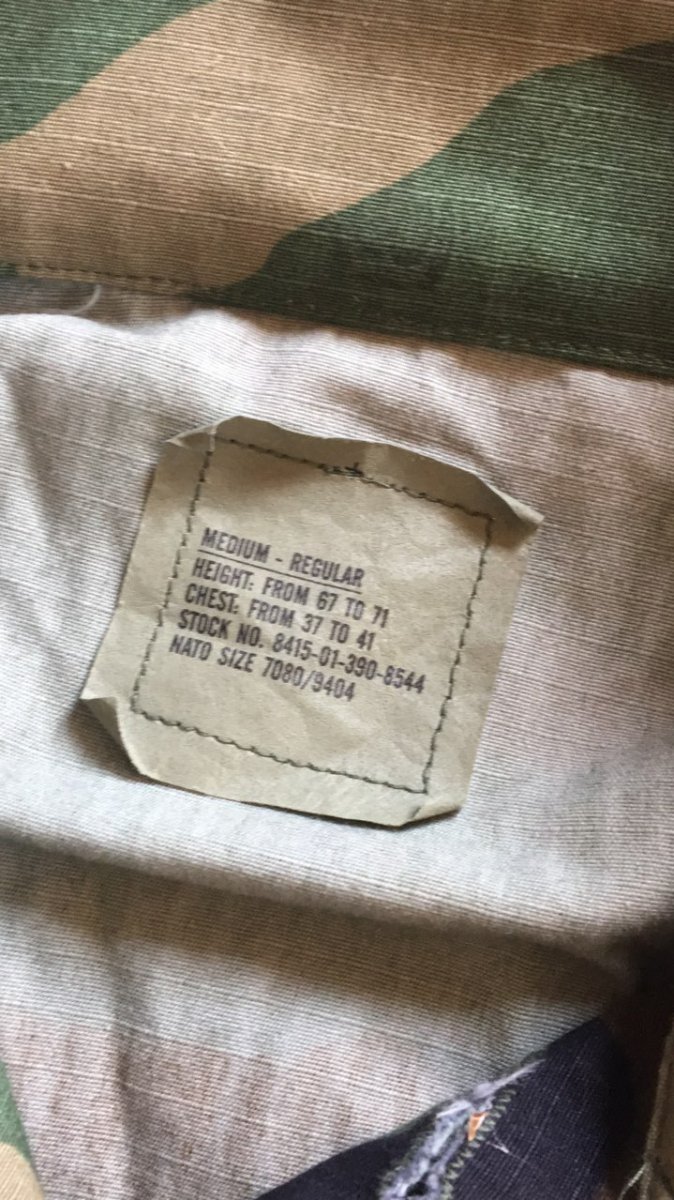 MEDIUM - REGULAR
HEIGHT: FROM 67 TO 71
CHEST: FROM 37 TO 41
STOCK NO. 8415-01-390-8544
NATO SIZE 7080/9404